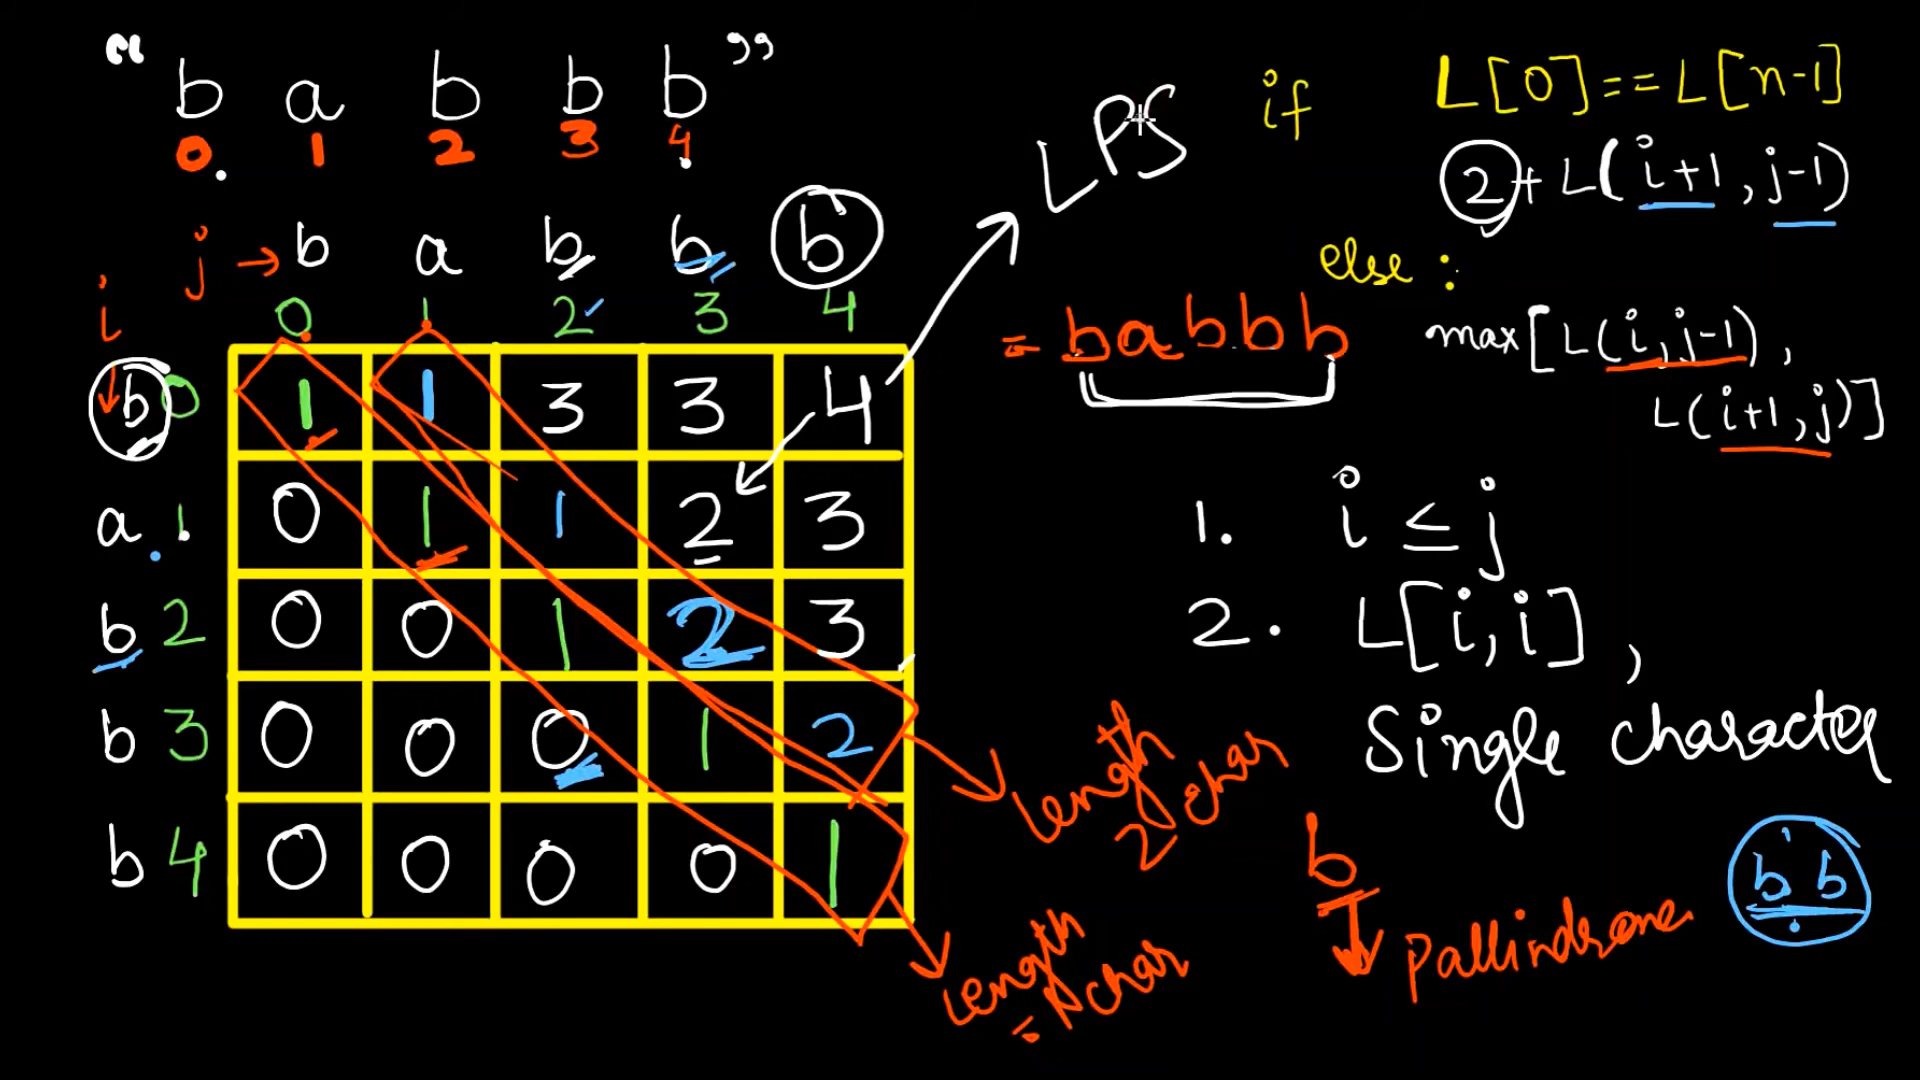 “ b a b b b ”
0 1 2 3 4
LPS
if L[0]==L[n-1]
2+L(i+1,j-1)
else :
max[L(i,j-1),
L(i+1,j)]
j → b a b b b
i 0 1 2 3 4
= babbb
b 0 1 1 3 3 4
a 1 0 1 1 2 3
b 2 0 0 1 2 3
b 3 0 0 0 1 2
b 4 0 0 0 0 1
1. i ≤ j
2. L[i,i],
Single character
length
2 char
length
= 1 char
b
pallindrome
b b